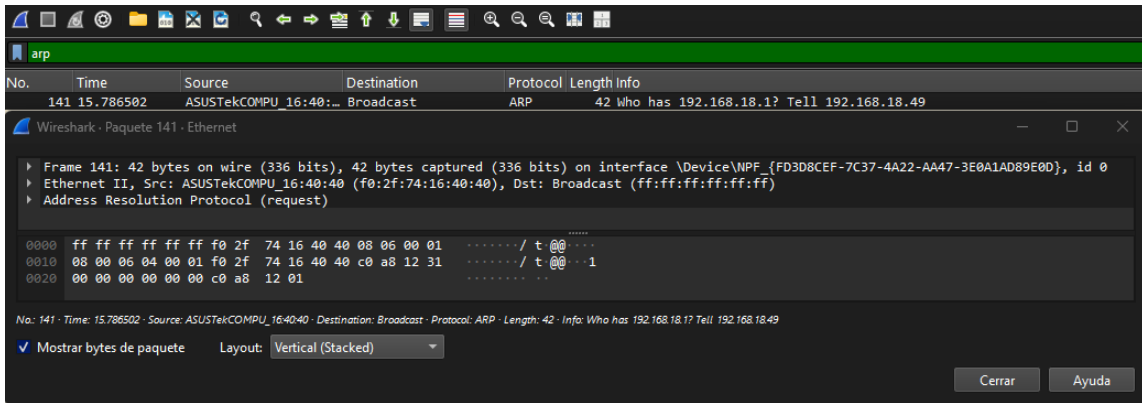 arp
No. Time Source Destination Protocol Length Info
141 15.786502 ASUSTekCOMPU_16:40:… Broadcast ARP 42 Who has 192.168.18.1? Tell 192.168.18.49
Wireshark · Paquete 141 · Ethernet
Frame 141: 42 bytes on wire (336 bits), 42 bytes captured (336 bits) on interface \Device\NPF_{FD3D8CEF-7C37-4A22-AA47-3E0A1AD89E0D}, id 0
Ethernet II, Src: ASUSTekCOMPU_16:40:40 (f0:2f:74:16:40:40), Dst: Broadcast (ff:ff:ff:ff:ff:ff)
Address Resolution Protocol (request)
0000 ff ff ff ff ff ff f0 2f 74 16 40 40 08 06 00 01 ·······/ t·@@····
0010 08 00 06 04 00 01 f0 2f 74 16 40 40 c0 a8 12 31 ·······/ t·@@···1
0020 00 00 00 00 00 00 c0 a8 12 01 ········ ··
No.: 141 · Time: 15.786502 · Source: ASUSTekCOMPU_16:40:40 · Destination: Broadcast · Protocol: ARP · Length: 42 · Info: Who has 192.168.18.1? Tell 192.168.18.49
Mostrar bytes de paquete Layout: Vertical (Stacked)
Cerrar Ayuda